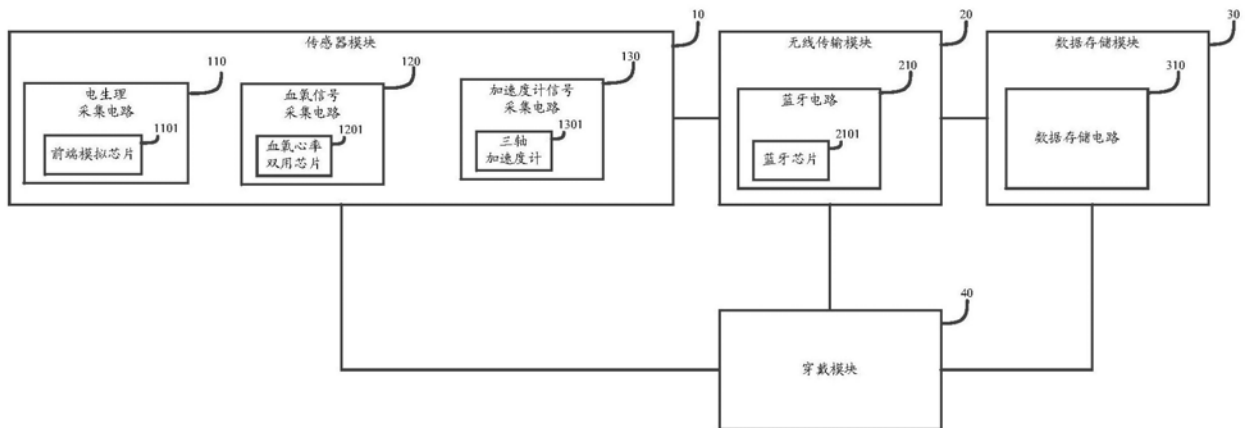 10
传感器模块
110
电生理
采集电路
1101
前端模拟芯片
120
血氧信号
采集电路
1201
血氧心率
双用芯片
130
加速度计信号
采集电路
1301
三轴
加速度计
20
无线传输模块
210
蓝牙电路
2101
蓝牙芯片
30
数据存储模块
310
数据存储电路
40
穿戴模块